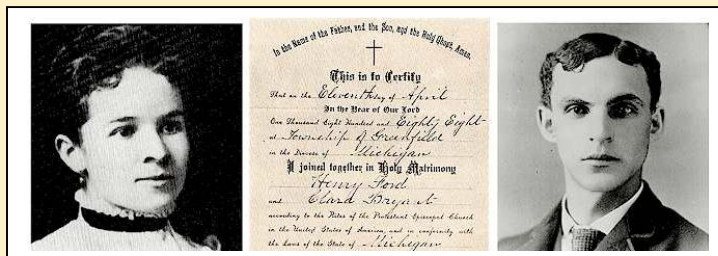 In the Name of the Father, and the Son, and the Holy Ghost, Amen.
This is to Certify
That on the Eleventh day of April
In the Year of Our Lord
One Thousand Eight Hundred and Eighty Eight
at Township of Greenfield
in the Diocese of Michigan
I joined together in Holy Matrimony
Henry Ford
and Clara Bryant
according to the Rites of the Protestant Episcopal Church
in the United States of America, and in conformity with
the Laws of the State of Michigan